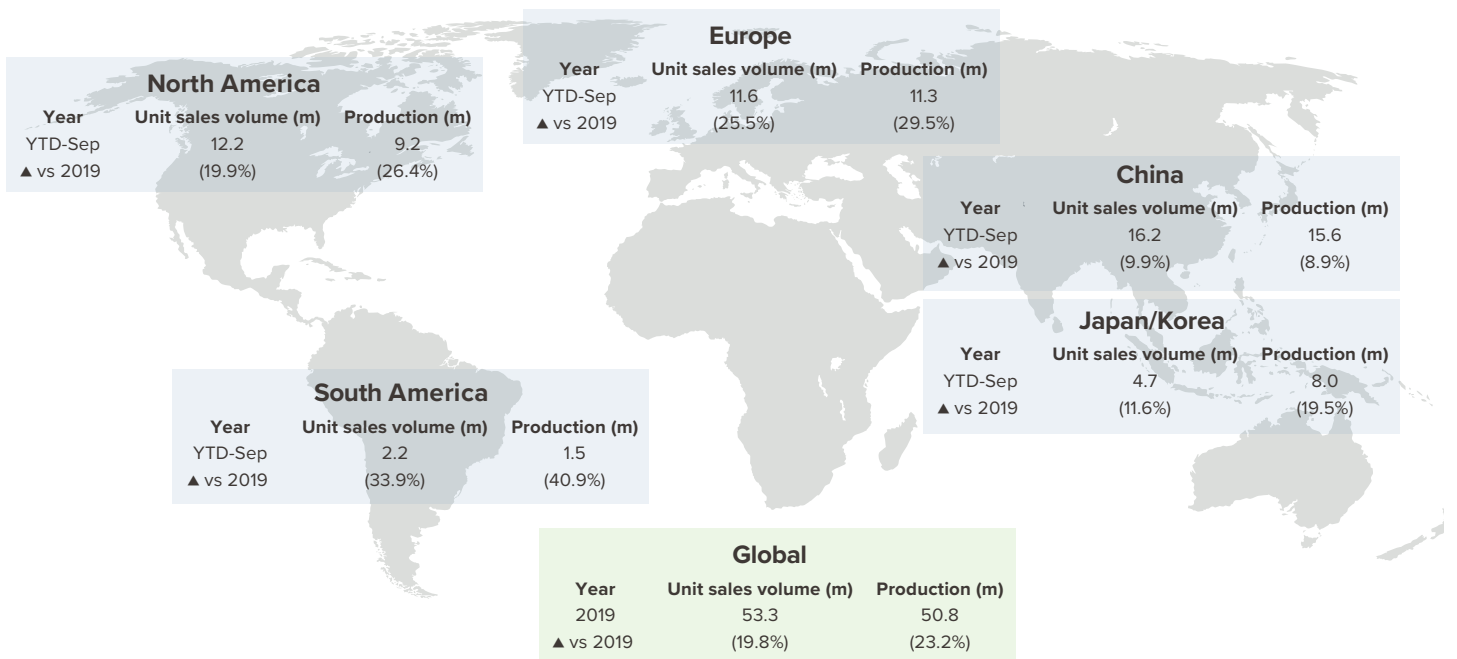 Europe
Year Unit sales volume (m) Production (m)
YTD-Sep 11.6 11.3
▲ vs 2019 (25.5%) (29.5%)
North America
Year Unit sales volume (m) Production (m)
YTD-Sep 12.2 9.2
▲ vs 2019 (19.9%) (26.4%)
China
Year Unit sales volume (m) Production (m)
YTD-Sep 16.2 15.6
▲ vs 2019 (9.9%) (8.9%)
Japan/Korea
Year Unit sales volume (m) Production (m)
YTD-Sep 4.7 8.0
▲ vs 2019 (11.6%) (19.5%)
South America
Year Unit sales volume (m) Production (m)
YTD-Sep 2.2 1.5
▲ vs 2019 (33.9%) (40.9%)
Global
Year Unit sales volume (m) Production (m)
2019 53.3 50.8
▲ vs 2019 (19.8%) (23.2%)